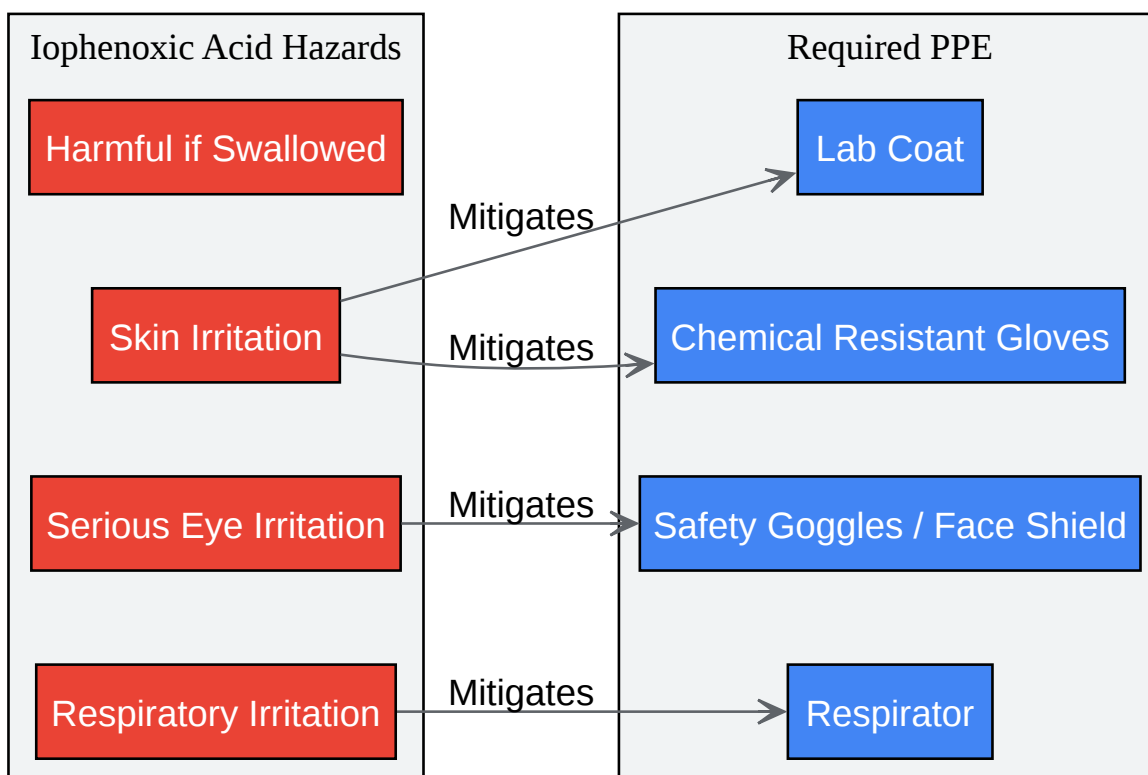 Iophenoxic Acid Hazards
Required PPE
Harmful if Swallowed
Lab Coat
Mitigates
Skin Irritation
Mitigates
Chemical Resistant Gloves
Serious Eye Irritation
Mitigates
Safety Goggles / Face Shield
Respiratory Irritation
Mitigates
Respirator